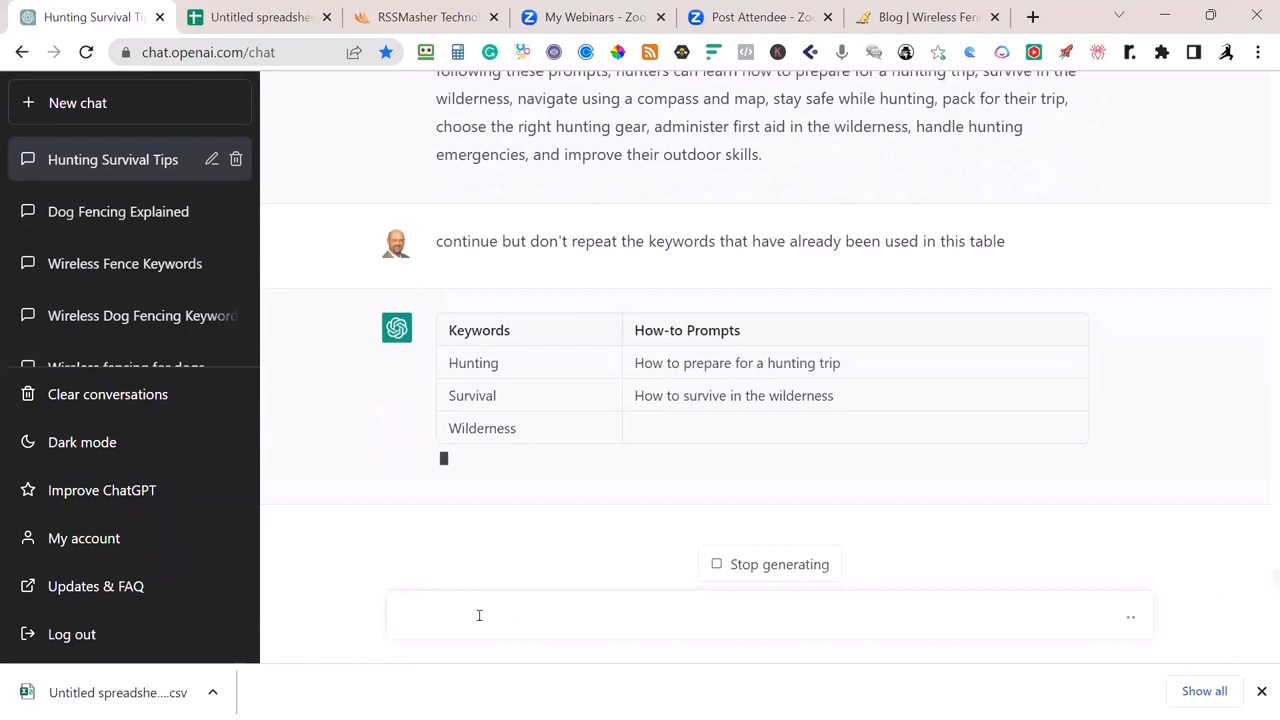 Hunting Survival Ti
Untitled spreadshe
RSSMasher Technol
My Webinars - Zoo
Post Attendee - Zo
Blog | Wireless Fen
chat.openai.com/chat
New chat
Hunting Survival Tips
Dog Fencing Explained
Wireless Fence Keywords
Wireless Dog Fencing Keyword
Wireless fencing for dogs
Clear conversations
Dark mode
Improve ChatGPT
My account
Updates & FAQ
Log out
following these prompts, hunters can learn how to prepare for a hunting trip, survive in the
wilderness, navigate using a compass and map, stay safe while hunting, pack for their trip,
choose the right hunting gear, administer first aid in the wilderness, handle hunting
emergencies, and improve their outdoor skills.
continue but don't repeat the keywords that have already been used in this table
Keywords How-to Prompts
Hunting How to prepare for a hunting trip
Survival How to survive in the wilderness
Wilderness
Stop generating
Untitled spreadshe....csv
Show all